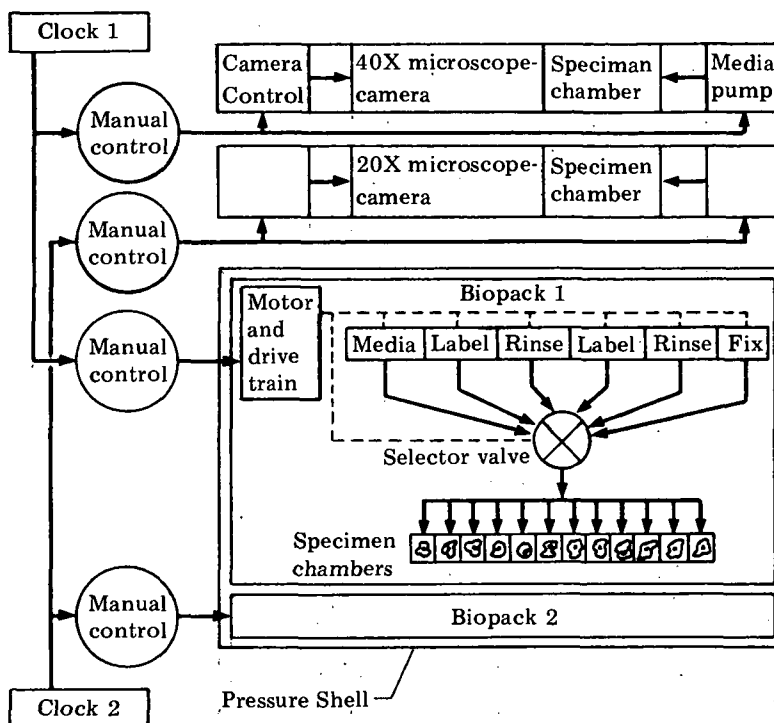 Clock 1
Camera
Control
40X microscope-
camera
Speciman
chamber
Media
pump
Manual
control
20X microscope-
camera
Specimen
chamber
Manual
control
Biopack 1
Motor
and
drive
train
Media
Label
Rinse
Label
Rinse
Fix
Manual
control
Selector valve
Specimen
chambers
Manual
control
Biopack 2
Pressure Shell
Clock 2